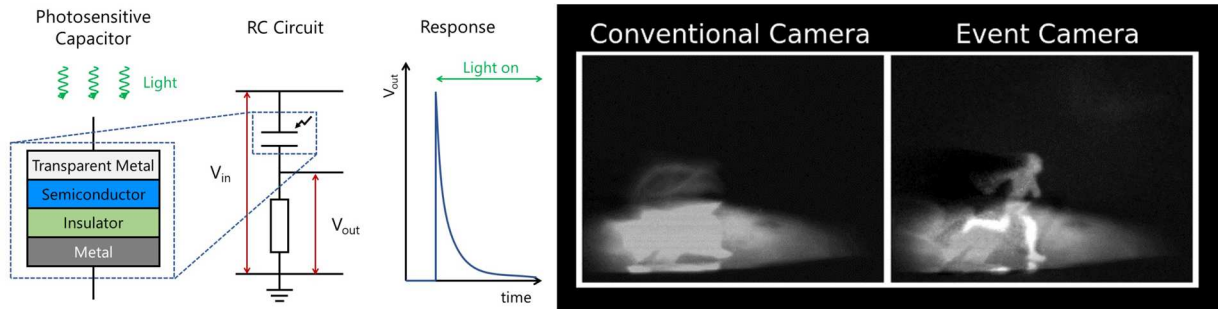 Photosensitive
Capacitor
Light
Transparent Metal
Semiconductor
Insulator
Metal
RC Circuit
Vin
Vout
Response
Light on
Vout
time
Conventional Camera
Event Camera